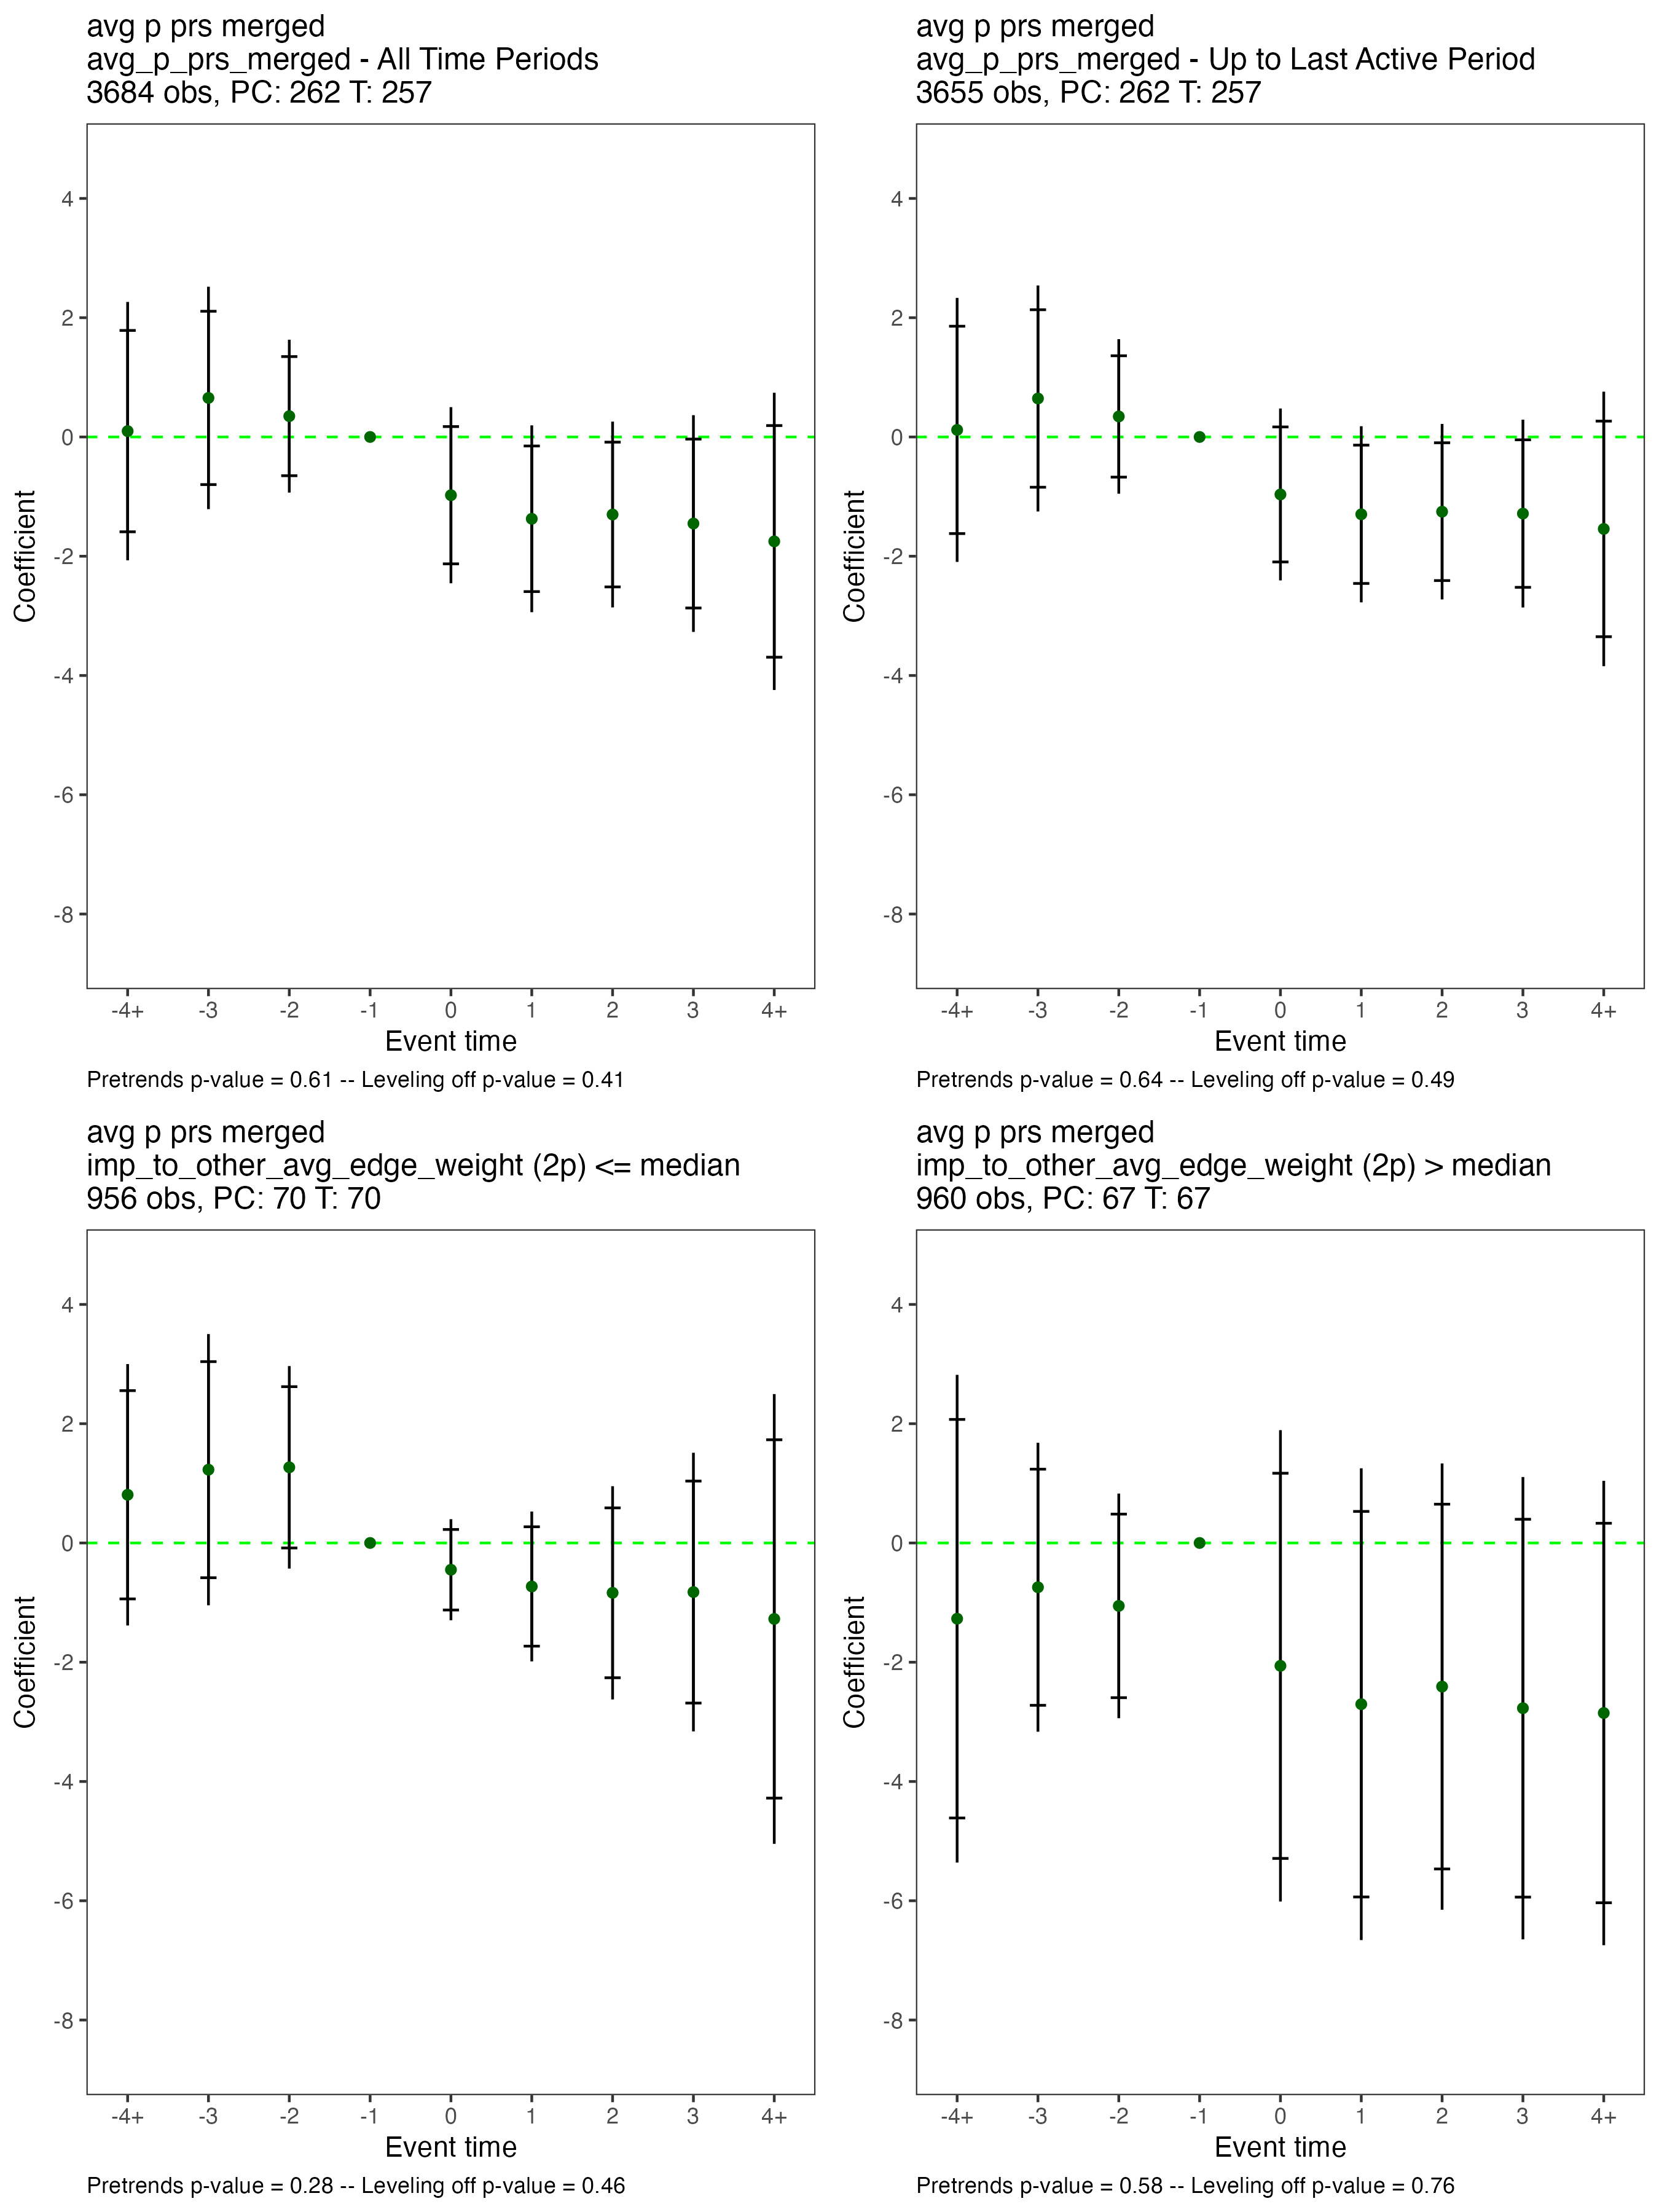 avg p prs merged
avg_p_prs_merged - All Time Periods
3684 obs, PC: 262 T: 257
4
2
0
-2
-4
-6
-8
Coefficient
-4+ -3 -2 -1 0 1 2 3 4+
Event time
Pretrends p-value = 0.61 -- Leveling off p-value = 0.41
avg p prs merged
avg_p_prs_merged - Up to Last Active Period
3655 obs, PC: 262 T: 257
4
2
0
-2
-4
-6
-8
Coefficient
-4+ -3 -2 -1 0 1 2 3 4+
Event time
Pretrends p-value = 0.64 -- Leveling off p-value = 0.49
avg p prs merged
imp_to_other_avg_edge_weight (2p) <= median
956 obs, PC: 70 T: 70
4
2
0
-2
-4
-6
-8
Coefficient
-4+ -3 -2 -1 0 1 2 3 4+
Event time
Pretrends p-value = 0.28 -- Leveling off p-value = 0.46
avg p prs merged
imp_to_other_avg_edge_weight (2p) > median
960 obs, PC: 67 T: 67
4
2
0
-2
-4
-6
-8
Coefficient
-4+ -3 -2 -1 0 1 2 3 4+
Event time
Pretrends p-value = 0.58 -- Leveling off p-value = 0.76